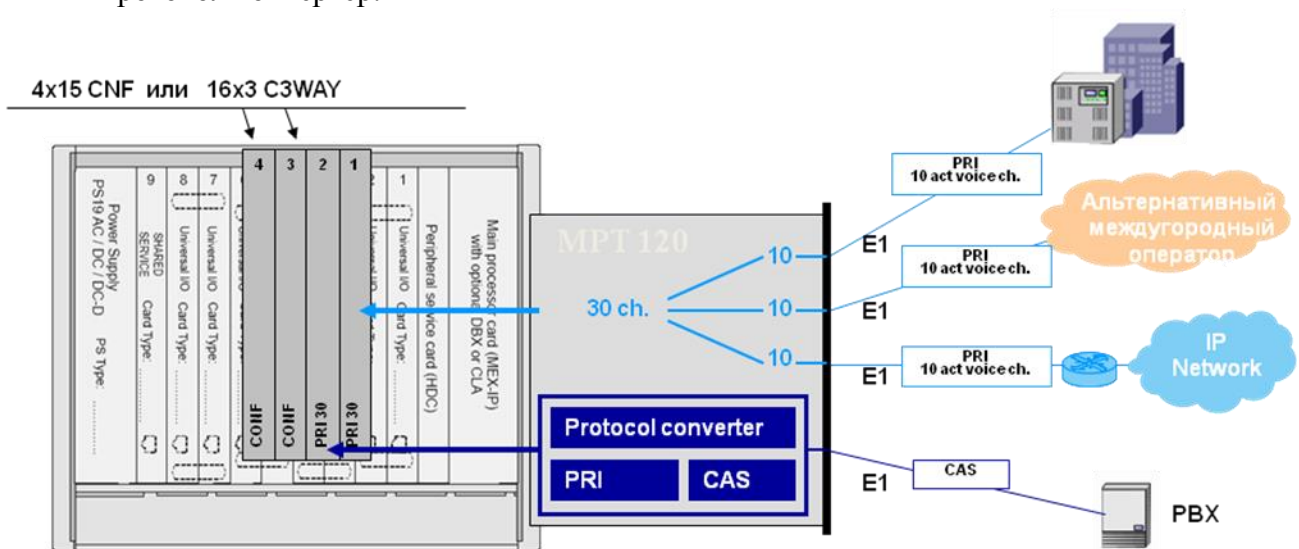 4x15 CNF или 16x3 C3WAY
4
3
2
1
CONF
CONF
PRI 30
PRI 30
Power Supply
PS19 AC / DC / DC-D
PS Type:
9
SHARED
SERVICE
Card Type:
8
Universal I/O
Card Type:
7
Universal I/O
Card Type:
1
Universal I/O
Card Type:
Peripheral service card (HDC)
Main processor card (MEX-IP)
with optional DBX or CLA
MPT 120
30 ch.
10
10
10
E1
E1
E1
E1
PRI
10 act voice ch.
PRI
10 act voice ch.
PRI
10 act voice ch.
Альтернативный
междугородный
оператор
IP
Network
Protocol converter
PRI
CAS
CAS
PBX